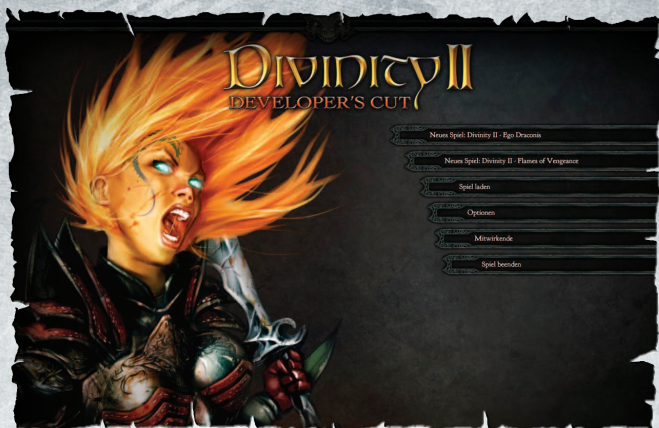 DIVINITY II
DEVELOPER'S CUT
Neues Spiel: Divinity II - Ego Draconis
Neues Spiel: Divinity II - Flames of Vengeance
Spiel laden
Optionen
Mitwirkende
Spiel beenden